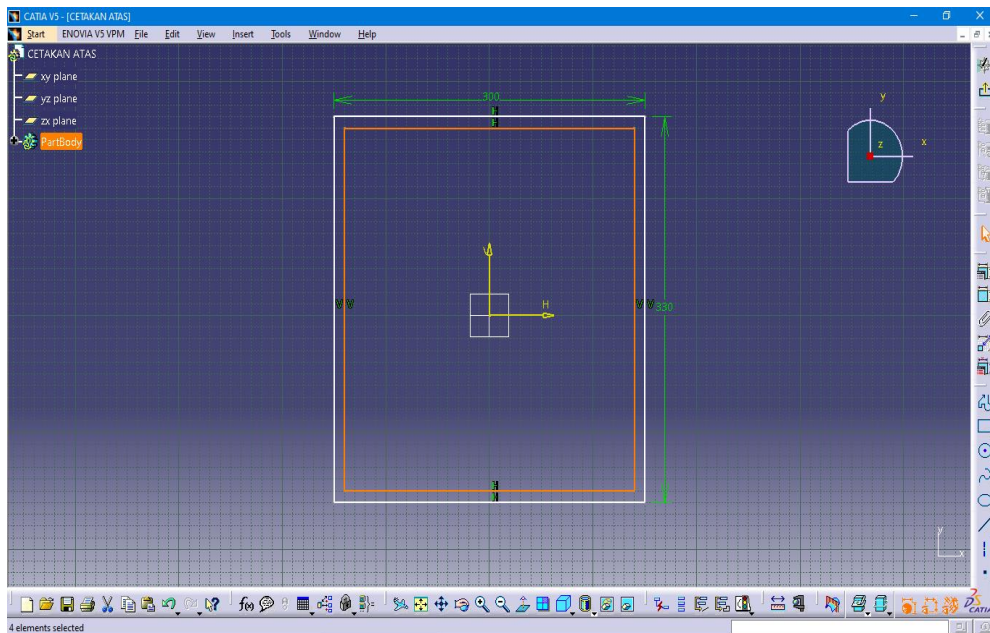 CATIA V5 - [CETAKAN ATAS]
Start ENOVIA V5 VPM File Edit View Insert Tools Window Help
CETAKAN ATAS
xy plane
yz plane
zx plane
PartBody
300
H
H
y
z
x
V
H
V V
V V
330
H
y
x
f(x)
CATIA
4 elements selected